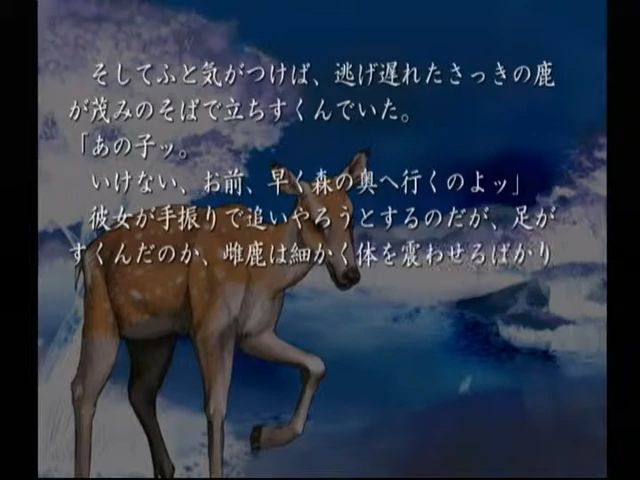 そしてふと気がつけば、逃げ遅れたさっきの鹿
が茂みのそばで立ちすくんでいた。
「あの子ッ。
いけない、お前、早く森の奥へ行くのよッ」
彼女が手振りで追いやろうとするのだが、足が
すくんだのか、雌鹿は細かく体を震わせるばかり